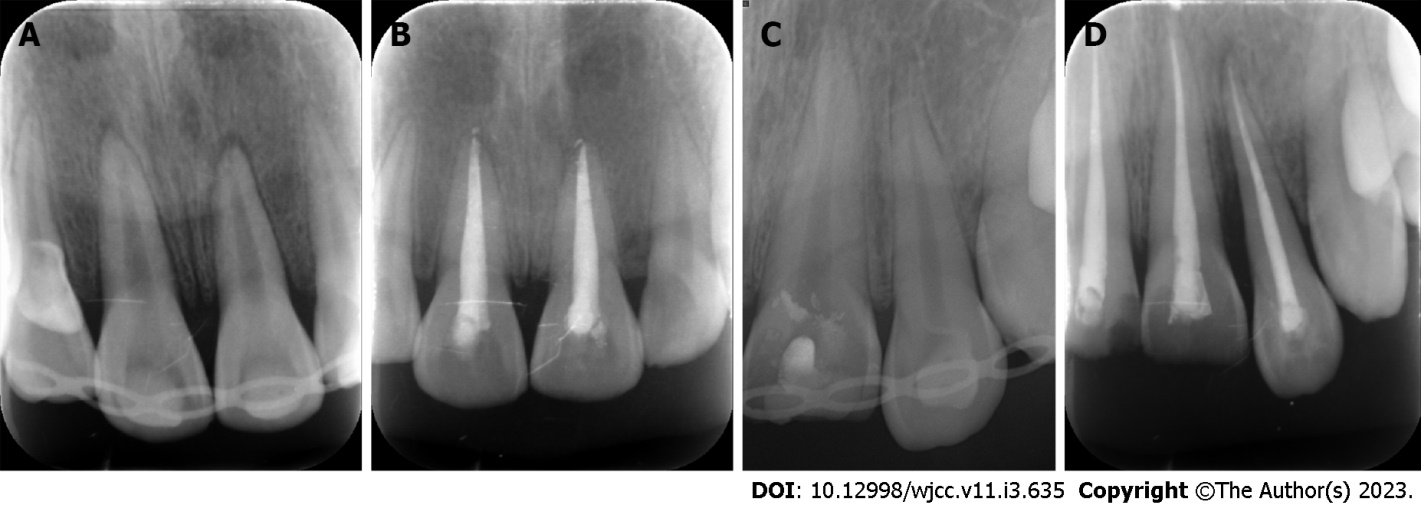 A
B
C
D
DOI: 10.12998/wjcc.v11.i3.635 Copyright ©The Author(s) 2023.